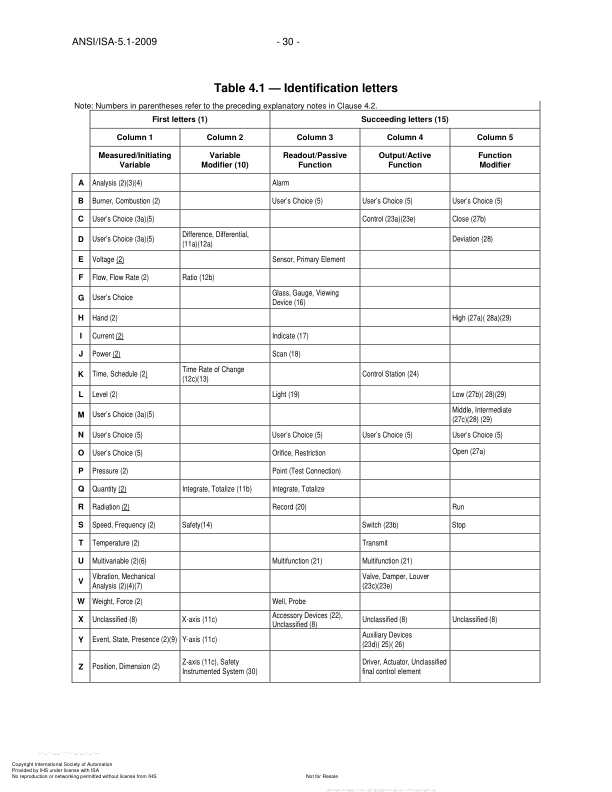 ANSI/ISA-5.1-2009 - 30 -
Table 4.1 — Identification letters
Note: Numbers in parentheses refer to the preceding explanatory notes in Clause 4.2.
First letters (1) Succeeding letters (15)
Column 1 Column 2 Column 3 Column 4 Column 5
Measured/Initiating Variable Readout/Passive Output/Active Function
Variable Modifier (10) Function Function Modifier
A Analysis (2)(3)(4) Alarm
B Burner, Combustion (2) User's Choice (5) User's Choice (5) User's Choice (5)
C User's Choice (3a)(5) Control (23a)(23e) Close (27b)
D User's Choice (3a)(5) Difference, Differential, Deviation (28)
(11a)(12a)
E Voltage (2) Sensor, Primary Element
F Flow, Flow Rate (2) Ratio (12b)
G User's Choice Glass, Gauge, Viewing
Device (16)
H Hand (2) High (27a)( 28a)(29)
I Current (2) Indicate (17)
J Power (2) Scan (18)
K Time, Schedule (2) Time Rate of Change Control Station (24)
(12c)(13)
L Level (2) Light (19) Low (27b)( 28)(29)
M User's Choice (3a)(5) Middle, Intermediate
(27c)(28) (29)
N User's Choice (5) User's Choice (5) User's Choice (5) User's Choice (5)
O User's Choice (5) Orifice, Restriction Open (27a)
P Pressure (2) Point (Test Connection)
Q Quantity (2) Integrate, Totalize (11b) Integrate, Totalize
R Radiation (2) Record (20) Run
S Speed, Frequency (2) Safety(14) Switch (23b) Stop
T Temperature (2) Transmit
U Multivariable (2)(6) Multifunction (21) Multifunction (21)
V Vibration, Mechanical Valve, Damper, Louver
Analysis (2)(4)(7) (23c)(23e)
W Weight, Force (2) Well, Probe
X Unclassified (8) X-axis (11c) Accessory Devices (22), Unclassified (8) Unclassified (8)
Unclassified (8)
Y Event, State, Presence (2)(9) Y-axis (11c) Auxiliary Devices
(23d)( 25)( 26)
Z Position, Dimension (2) Z-axis (11c), Safety Driver, Actuator, Unclassified
Instrumented System (30) final control element
Copyright International Society of Automation
Provided by IHS under license with ISA
No reproduction or networking permitted without license from IHS Not for Resale